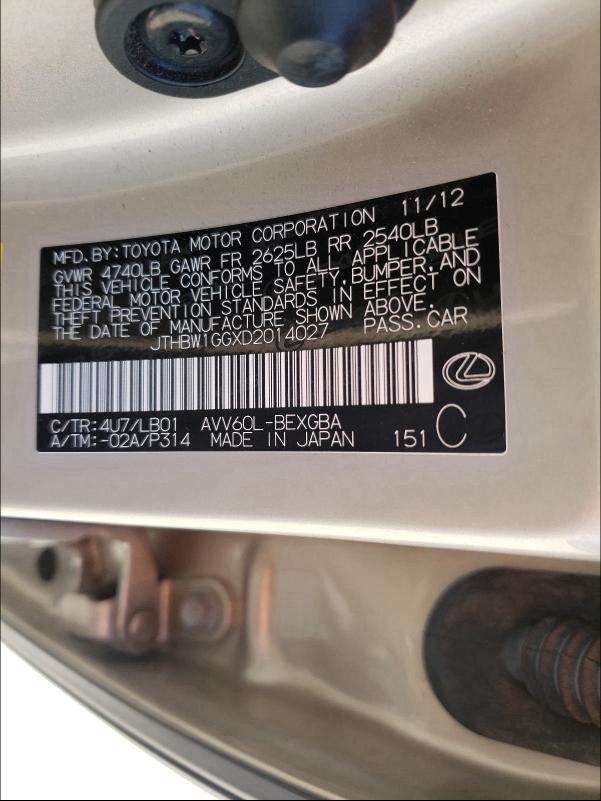 MFD.BY:TOYOTA MOTOR CORPORATION 11/12
GVWR 4740LB GAWR FR 2625LB RR 2540LB
THIS VEHICLE CONFORMS TO ALL APPLICABLE
FEDERAL MOTOR VEHICLE SAFETY,BUMPER,AND
THEFT PREVENTION STANDARDS IN EFFECT ON
THE DATE OF MANUFACTURE SHOWN ABOVE.
JTHBW1GGXD2014027 PASS.CAR
C/TR:4U7/LB01 AVV60L-BEXGBA
A/TM:-02A/P314 MADE IN JAPAN 151 C